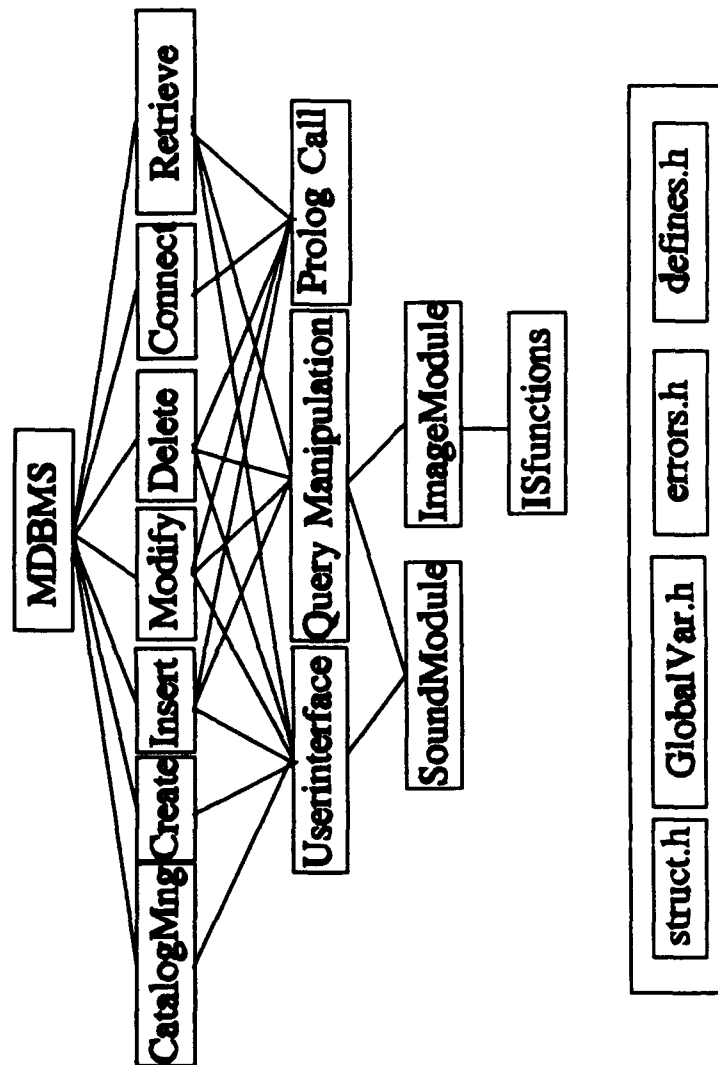 MDBMS
CatalogMng Create Insert Modify Delete Connect Retrieve
Userinterface Query Manipulation Prolog Call
SoundModule ImageModule
ISfunctions
struct.h GlobalVar.h errors.h defines.h